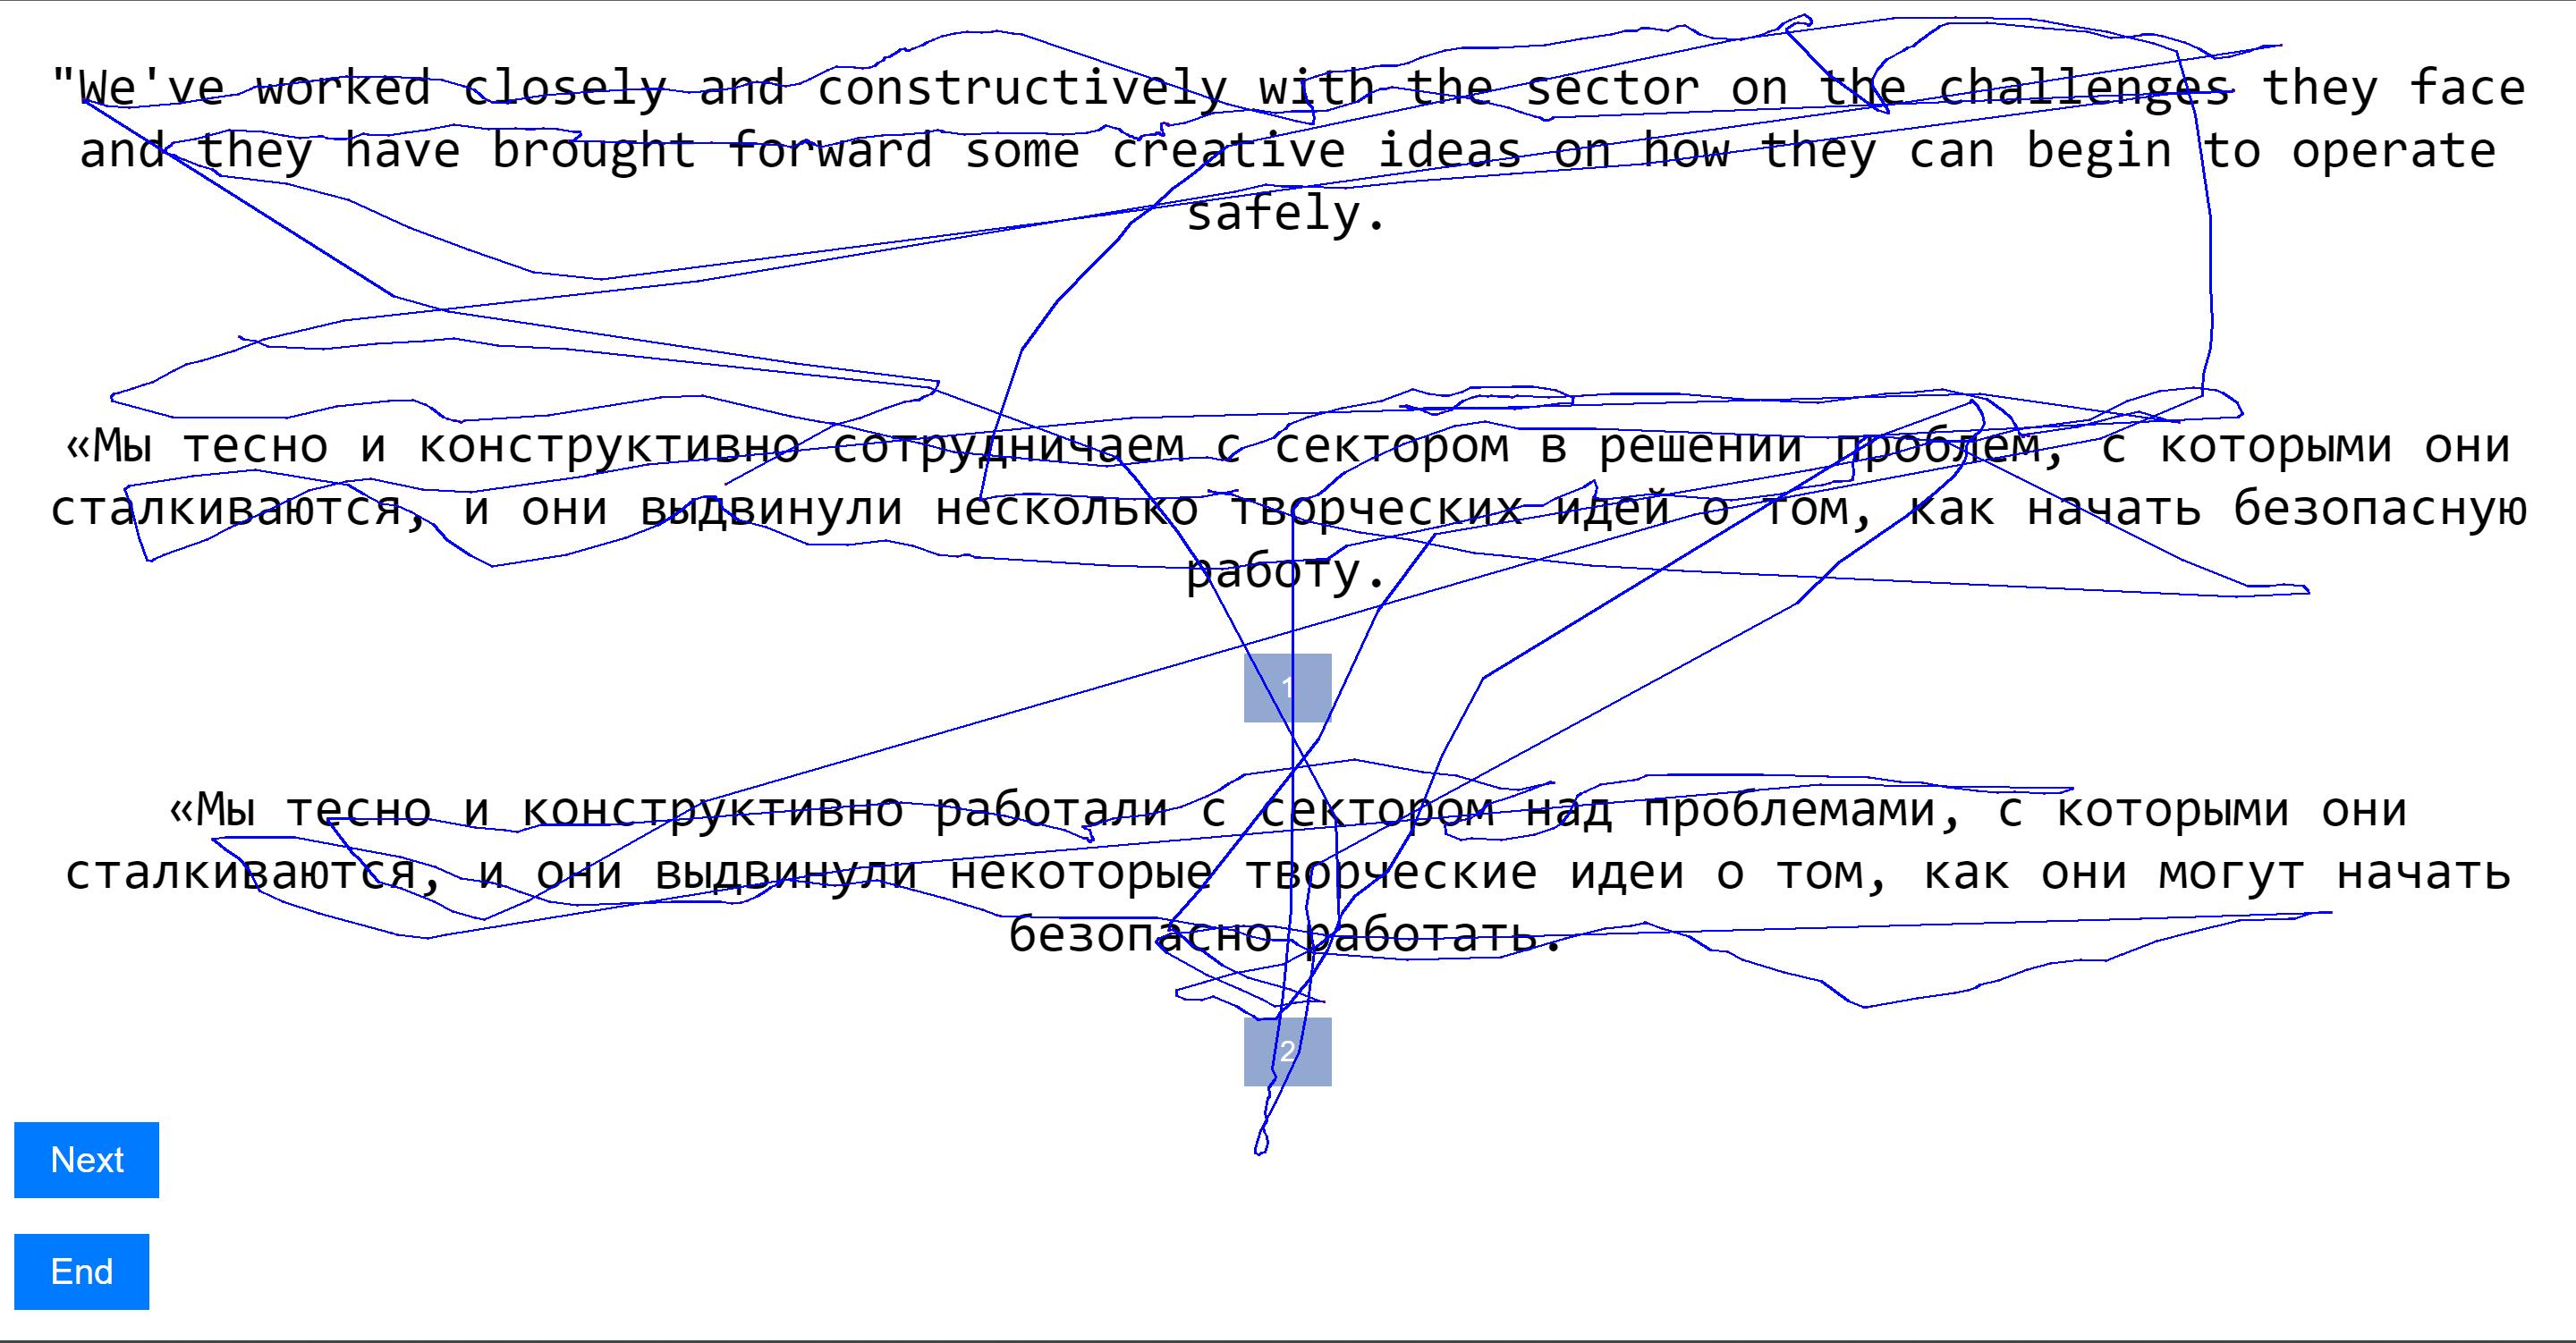 "We've worked closely and constructively with the sector on the challenges they face
and they have brought forward some creative ideas on how they can begin to operate
safely.
«Мы тесно и конструктивно сотрудничаем с сектором в решении проблем, с которыми они
сталкиваются, и они выдвинули несколько творческих идей о том, как начать безопасную
работу.
1
«Мы тесно и конструктивно работали с сектором над проблемами, с которыми они
сталкиваются, и они выдвинули некоторые творческие идеи о том, как они могут начать
безопасно работать.
2
Next
End